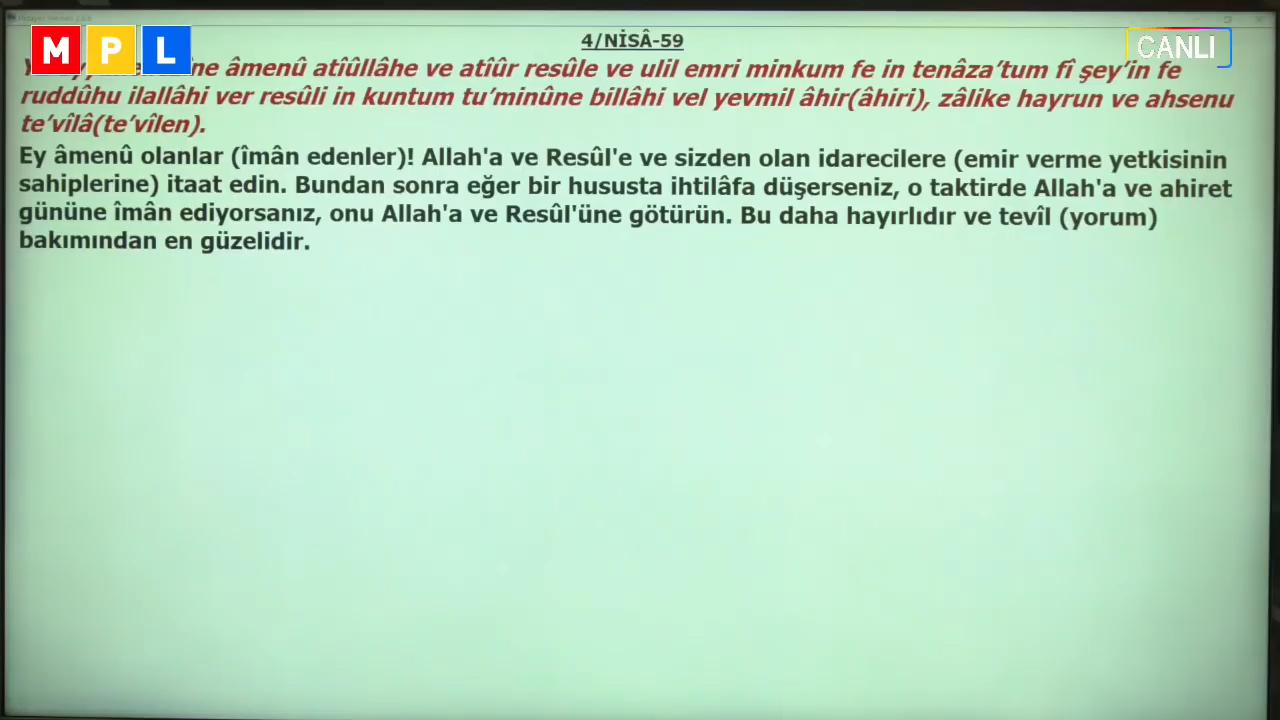 M P L
CANLI
4/NİSÂ-59
âmenû atîûllâhe ve atîûr resûle ve ulil emri minkum fe in tenâza’tum fî şey’in fe
ruddûhu ilallâhi ver resûli in kuntum tu’minûne billâhi vel yevmil âhir(âhiri), zâlike hayrun ve ahsenu
te’vîlâ(te’vîlen).
Ey âmenû olanlar (îmân edenler)! Allah'a ve Resûl'e ve sizden olan idarecilere (emir verme yetkisinin
sahiplerine) itaat edin. Bundan sonra eğer bir hususta ihtilâfa düşerseniz, o taktirde Allah'a ve ahiret
gününe îmân ediyorsanız, onu Allah'a ve Resûl'üne götürün. Bu daha hayırlıdır ve tevîl (yorum)
bakımından en güzelidir.